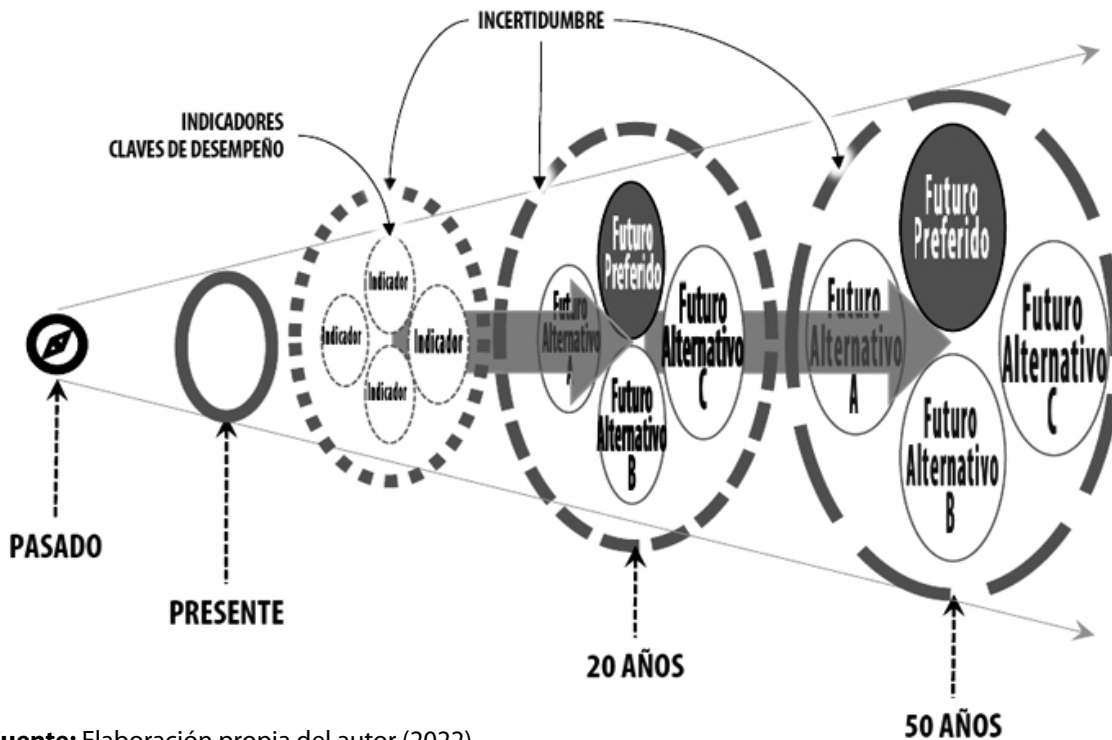 INCERTIDUMBRE
INDICADORES
CLAVES DE DESEMPEÑO
Indicador
Indicador
Indicador
Indicador
Futuro
Preferido
Futuro
Alternativo
A
Futuro
Alternativo
B
Futuro
Alternativo
C
Futuro
Preferido
Futuro
Alternativo
A
Futuro
Alternativo
B
Futuro
Alternativo
C
PASADO
PRESENTE
20 AÑOS
50 AÑOS
uente: Elaboración propia del autor (2022)